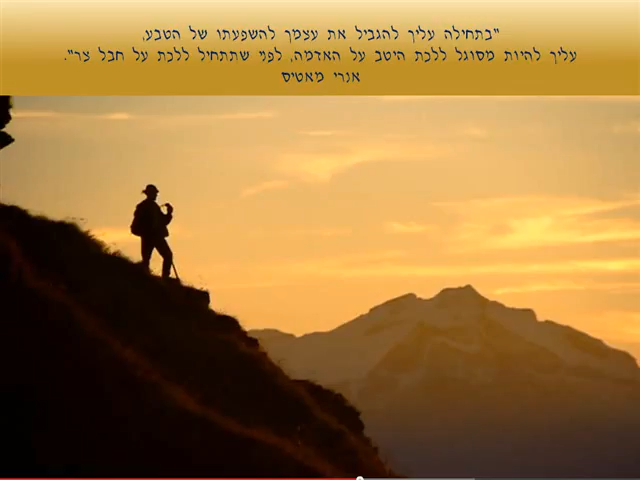 "בתחילה עליך להגביל את עצמך להשפעתו של הטבע,
עליך להיות מסוגל ללכת היטב על האדמה, לפני שתתחיל ללכת על חבל צר".
אנרי מאטיס